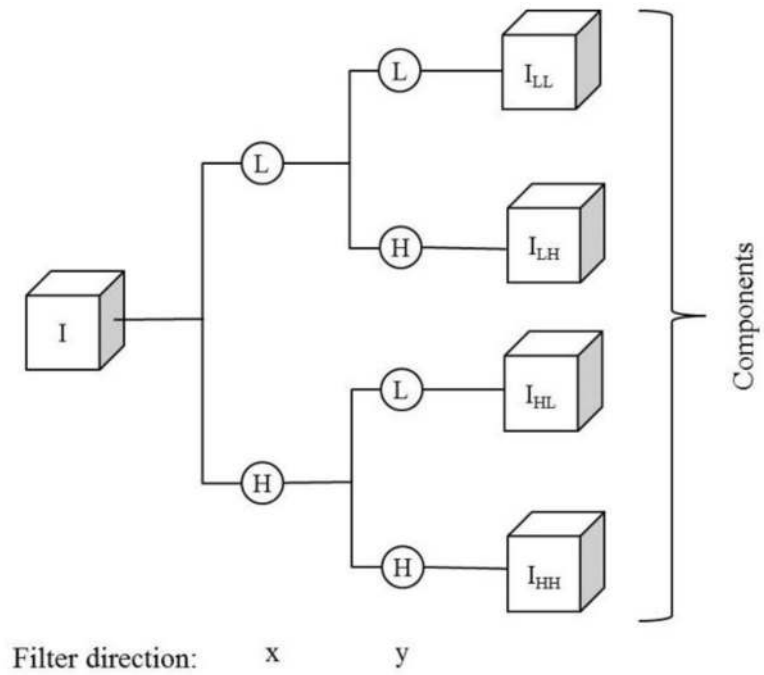 L
I_LL
L
H
I_LH
I
L
I_HL
H
H
I_HH
Components
Filter direction: x y